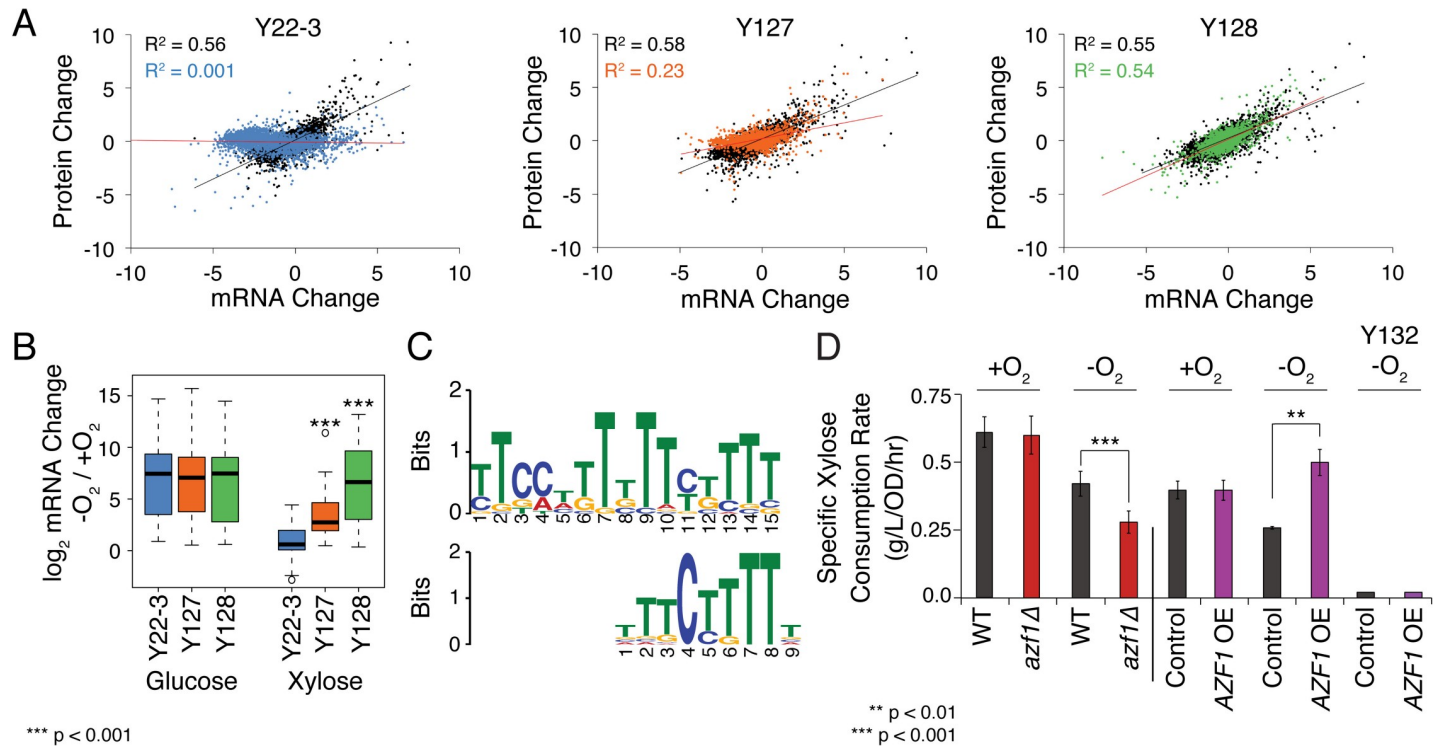 A
Y22-3
R² = 0.56
R² = 0.001
Protein Change
10
5
0
-5
-10
-10 -5 0 5 10
mRNA Change
Y127
R² = 0.58
R² = 0.23
Protein Change
10
5
0
-5
-10
-10 -5 0 5 10
mRNA Change
Y128
R² = 0.55
R² = 0.54
Protein Change
10
5
0
-5
-10
-10 -5 0 5 10
mRNA Change
B
log₂ mRNA Change
-O₂ / +O₂
15
10
5
0
*** ***
Y22-3 Y127 Y128 Y22-3 Y127 Y128
Glucose Xylose
*** p < 0.001
C
Bits
2
1
0
1 2 3 4 5 6 7 8 9 10 11 12 13 14 15
Bits
2
1
0
1 2 3 4 5 6 7 8 9
D
Y132
+O₂ -O₂ +O₂ -O₂ -O₂
Specific Xylose
Consumption Rate
(g/L/OD/hr)
0.75
0.5
0.25
0.0
*** **
WT azf1Δ WT azf1Δ Control AZF1 OE Control AZF1 OE Control AZF1 OE
** p < 0.01
*** p < 0.001